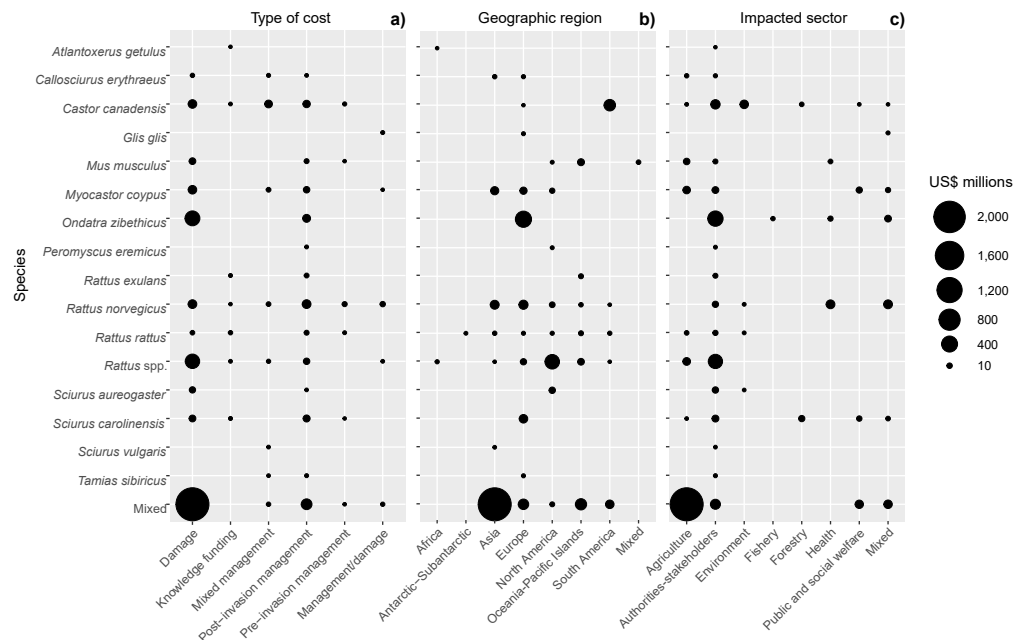 Type of cost a) Geographic region b) Impacted sector c)
Species
Atlantoxerus getulus
Callosciurus erythraeus
Castor canadensis
Glis glis
Mus musculus
Myocastor coypus
Ondatra zibethicus
Peromyscus eremicus
Rattus exulans
Rattus norvegicus
Rattus rattus
Rattus spp.
Sciurus aureogaster
Sciurus carolinensis
Sciurus vulgaris
Tamias sibiricus
Mixed
Damage
Knowledge funding
Mixed management
Post−invasion management
Pre−invasion management
Management/damage
Africa
Antarctic−Subantarctic
Asia
Europe
North America
Oceania-Pacific Islands
South America
Mixed
Agriculture
Authorities-stakeholders
Environment
Fishery
Forestry
Health
Public and social welfare
Mixed
US$ millions
2,000
1,600
1,200
800
400
10